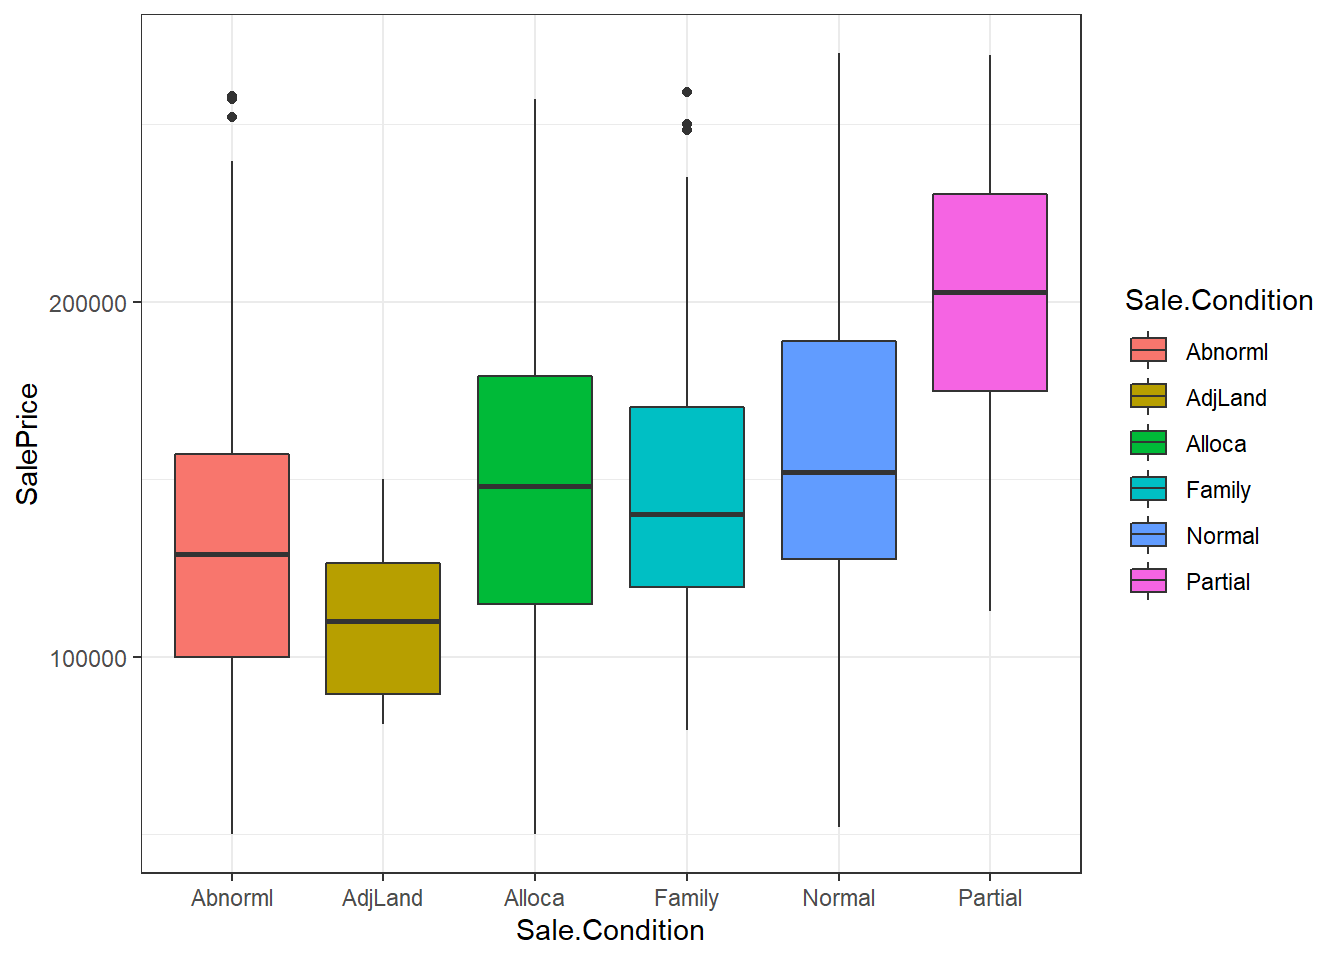 SalePrice
200000
100000
Abnorml AdjLand Alloca Family Normal Partial
Sale.Condition
Sale.Condition
Abnorml
AdjLand
Alloca
Family
Normal
Partial